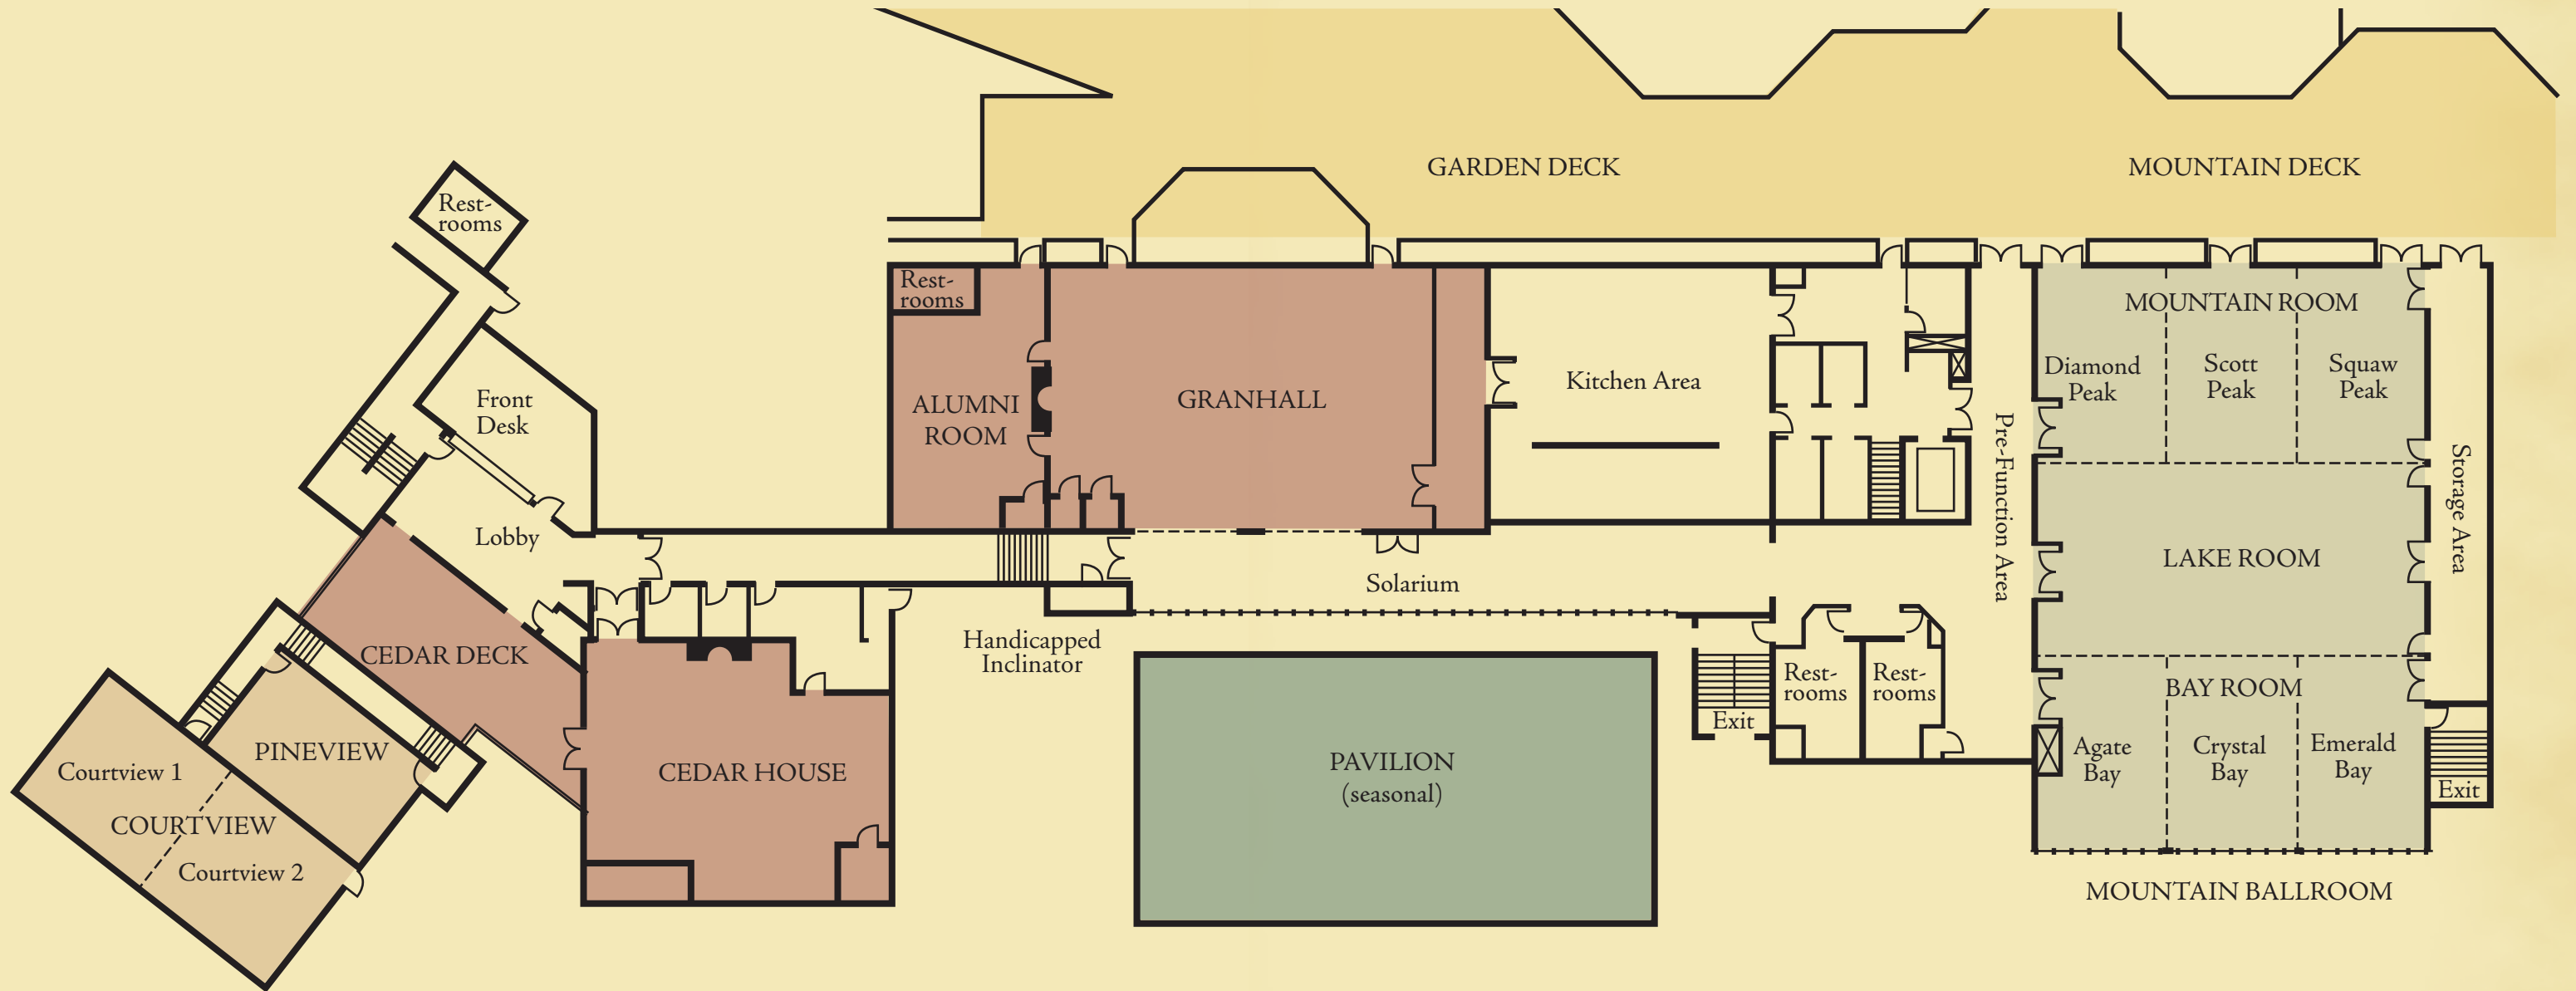 GARDEN DECK
MOUNTAIN DECK
Rest-
rooms
Rest-
rooms
Front
Desk
Lobby
ALUMNI
ROOM
GRANHALL
Kitchen Area
Pre-Function Area
MOUNTAIN ROOM
Diamond
Peak
Scott
Peak
Squaw
Peak
Storage Area
LAKE ROOM
BAY ROOM
Agate
Bay
Crystal
Bay
Emerald
Bay
Exit
MOUNTAIN BALLROOM
Solarium
Handicapped
Inclinator
Rest-
rooms
Rest-
rooms
Exit
PAVILION
(seasonal)
CEDAR DECK
CEDAR HOUSE
PINEVIEW
Courtview 1
COURTVIEW
Courtview 2